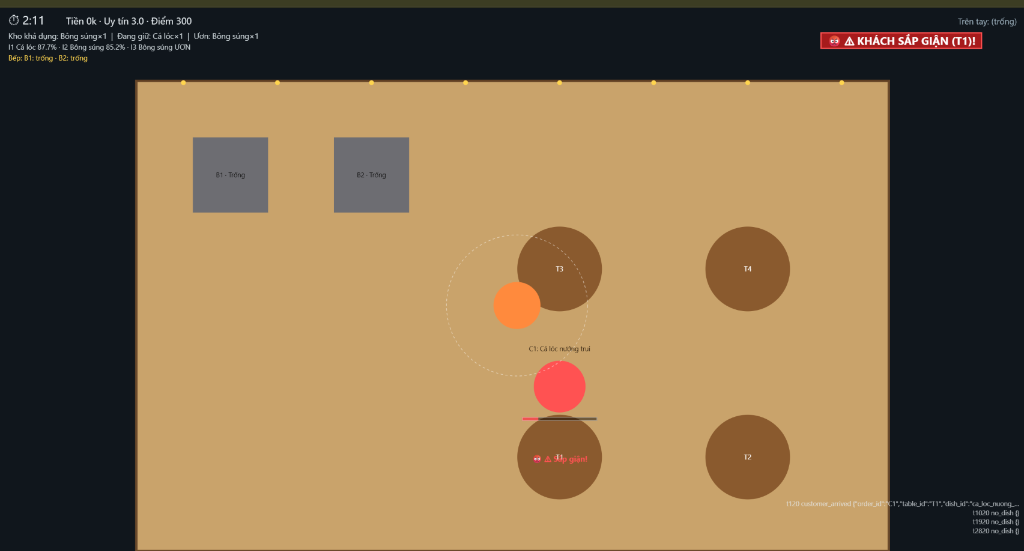 2:11 Tiền 0k · Uy tín 3.0 · Điểm 300
Trên tay: (trống)
Kho khả dụng: Bông súng×1 | Đang giữ: Cá lóc×1 | Ươn: Bông súng×1
⚠ KHÁCH SẮP GIẬN (T1)!
I1 Cá lóc 87.7% · I2 Bông súng 85.2% · I3 Bông súng ƯƠN
Bếp: B1: trống · B2: trống
B1 - Trống
B2 - Trống
T3
T4
C1: Cá lóc nướng trui
T1
T2
⚠ Sắp giận!
t120 customer_arrived {"order_id":"C1","table_id":"T1","dish_id":"ca_loc_nuong_...
t1020 no_dish {}
t1920 no_dish {}
t2820 no_dish {}